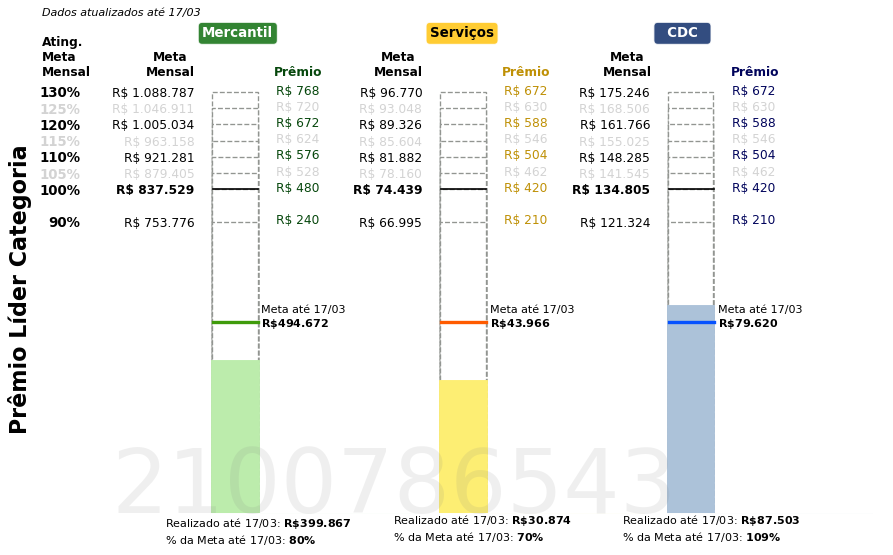 Dados atualizados até 17/03
Mercantil Serviços CDC
Ating. Meta Mensal Meta Mensal Prêmio Meta Mensal Prêmio Meta Mensal Prêmio
130% R$ 1.088.787 R$ 768 R$ 96.770 R$ 672 R$ 175.246 R$ 672
125% R$ 1.046.911 R$ 720 R$ 93.048 R$ 630 R$ 168.506 R$ 630
120% R$ 1.005.034 R$ 672 R$ 89.326 R$ 588 R$ 161.766 R$ 588
115% R$ 963.158 R$ 624 R$ 85.604 R$ 546 R$ 155.025 R$ 546
110% R$ 921.281 R$ 576 R$ 81.882 R$ 504 R$ 148.285 R$ 504
105% R$ 879.405 R$ 528 R$ 78.160 R$ 462 R$ 141.545 R$ 462
100% R$ 837.529 R$ 480 R$ 74.439 R$ 420 R$ 134.805 R$ 420
90% R$ 753.776 R$ 240 R$ 66.995 R$ 210 R$ 121.324 R$ 210
Prêmio Líder Categoria
Meta até 17/03 Meta até 17/03 Meta até 17/03
R$494.672 R$43.966 R$79.620
2100786543
Realizado até 17/03: R$399.867 Realizado até 17/03: R$30.874 Realizado até 17/03: R$87.503
% da Meta até 17/03: 80% % da Meta até 17/03: 70% % da Meta até 17/03: 109%